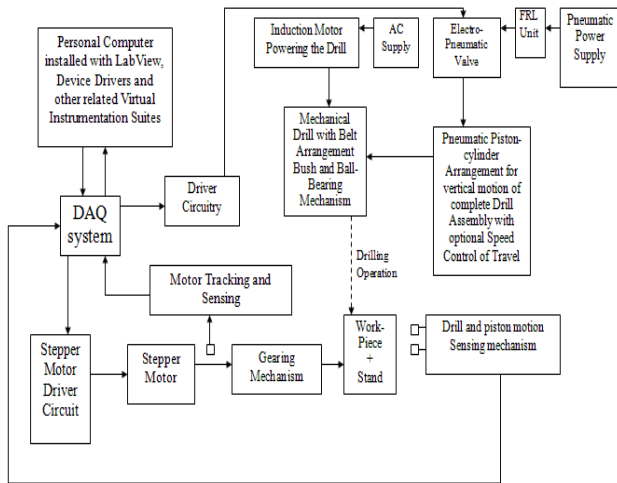 Personal Computer
installed with LabView,
Device Drivers and
other related Virtual
Instrumentation Suites
Induction Motor
Powering the Drill
AC
Supply
Electro-
Pneumatic
Valve
FRL
Unit
Pneumatic
Power
Supply
Mechanical
Drill with Belt
Arrangement
Bush and Ball-
Bearing
Mechanism
Pneumatic Piston-
cylinder
Arrangement for
vertical motion of
complete Drill
Assembly with
optional Speed
Control of Travel
Driver
Circuitry
DAQ
system
Drilling
Operation
Motor Tracking and
Sensing
Stepper
Motor
Driver
Circuit
Stepper
Motor
Gearing
Mechanism
Work-
Piece
+
Stand
Drill and piston motion
Sensing mechanism